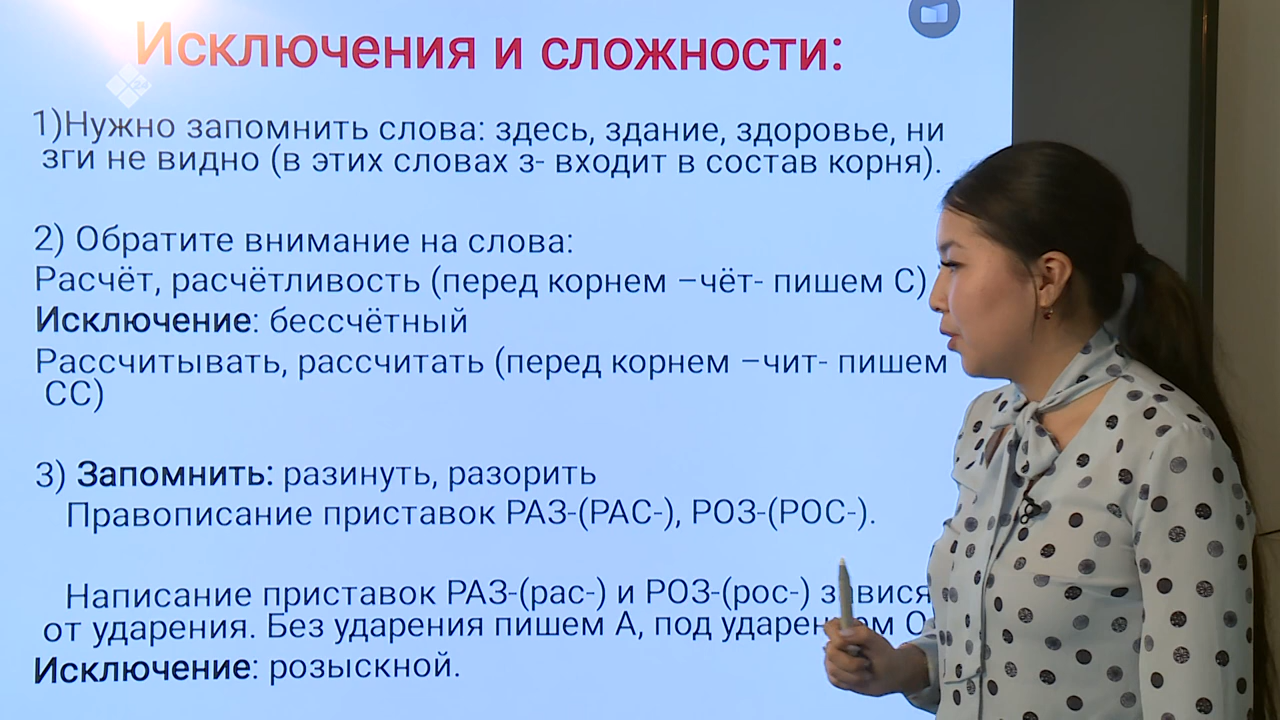 Исключения и сложности:
1)Нужно запомнить слова: здесь, здание, здоровье, ни
зги не видно (в этих словах з- входит в состав корня).
2) Обратите внимание на слова:
Расчёт, расчётливость (перед корнем –чёт- пишем С)
Исключение: бессчётный
Рассчитывать, рассчитать (перед корнем –чит- пишем
СС)
3) Запомнить: разинуть, разорить
Правописание приставок РАЗ-(РАС-), РОЗ-(РОС-).
Написание приставок РАЗ-(рас-) и РОЗ-(рос-)
от ударения. Без ударения пишем А, под ударением О
Исключение: розыскной.